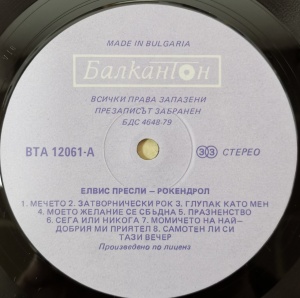 MADE IN BULGARIA
Балкантон
ВСИЧКИ ПРАВА ЗАПАЗЕНИ
ПРЕЗАПИСЪТ ЗАБРАНЕН
БДС 4648-79
ВТА 12061-А
33 СТЕРЕО
ЕЛВИС ПРЕСЛИ — РОКЕНДРОЛ
1. МЕЧЕТО 2. ЗАТВОРНИЧЕСКИ РОК 3. ГЛУПАК КАТО МЕН
4. МОЕТО ЖЕЛАНИЕ СЕ СБЪДНА 5. ПРАЗНЕНСТВО
6. СЕГА ИЛИ НИКОГА 7. МОМИЧЕТО НА НАЙ-
ДОБРИЯ МИ ПРИЯТЕЛ 8. САМОТЕН ЛИ СИ
ТАЗИ ВЕЧЕР
Произведено по лиценз